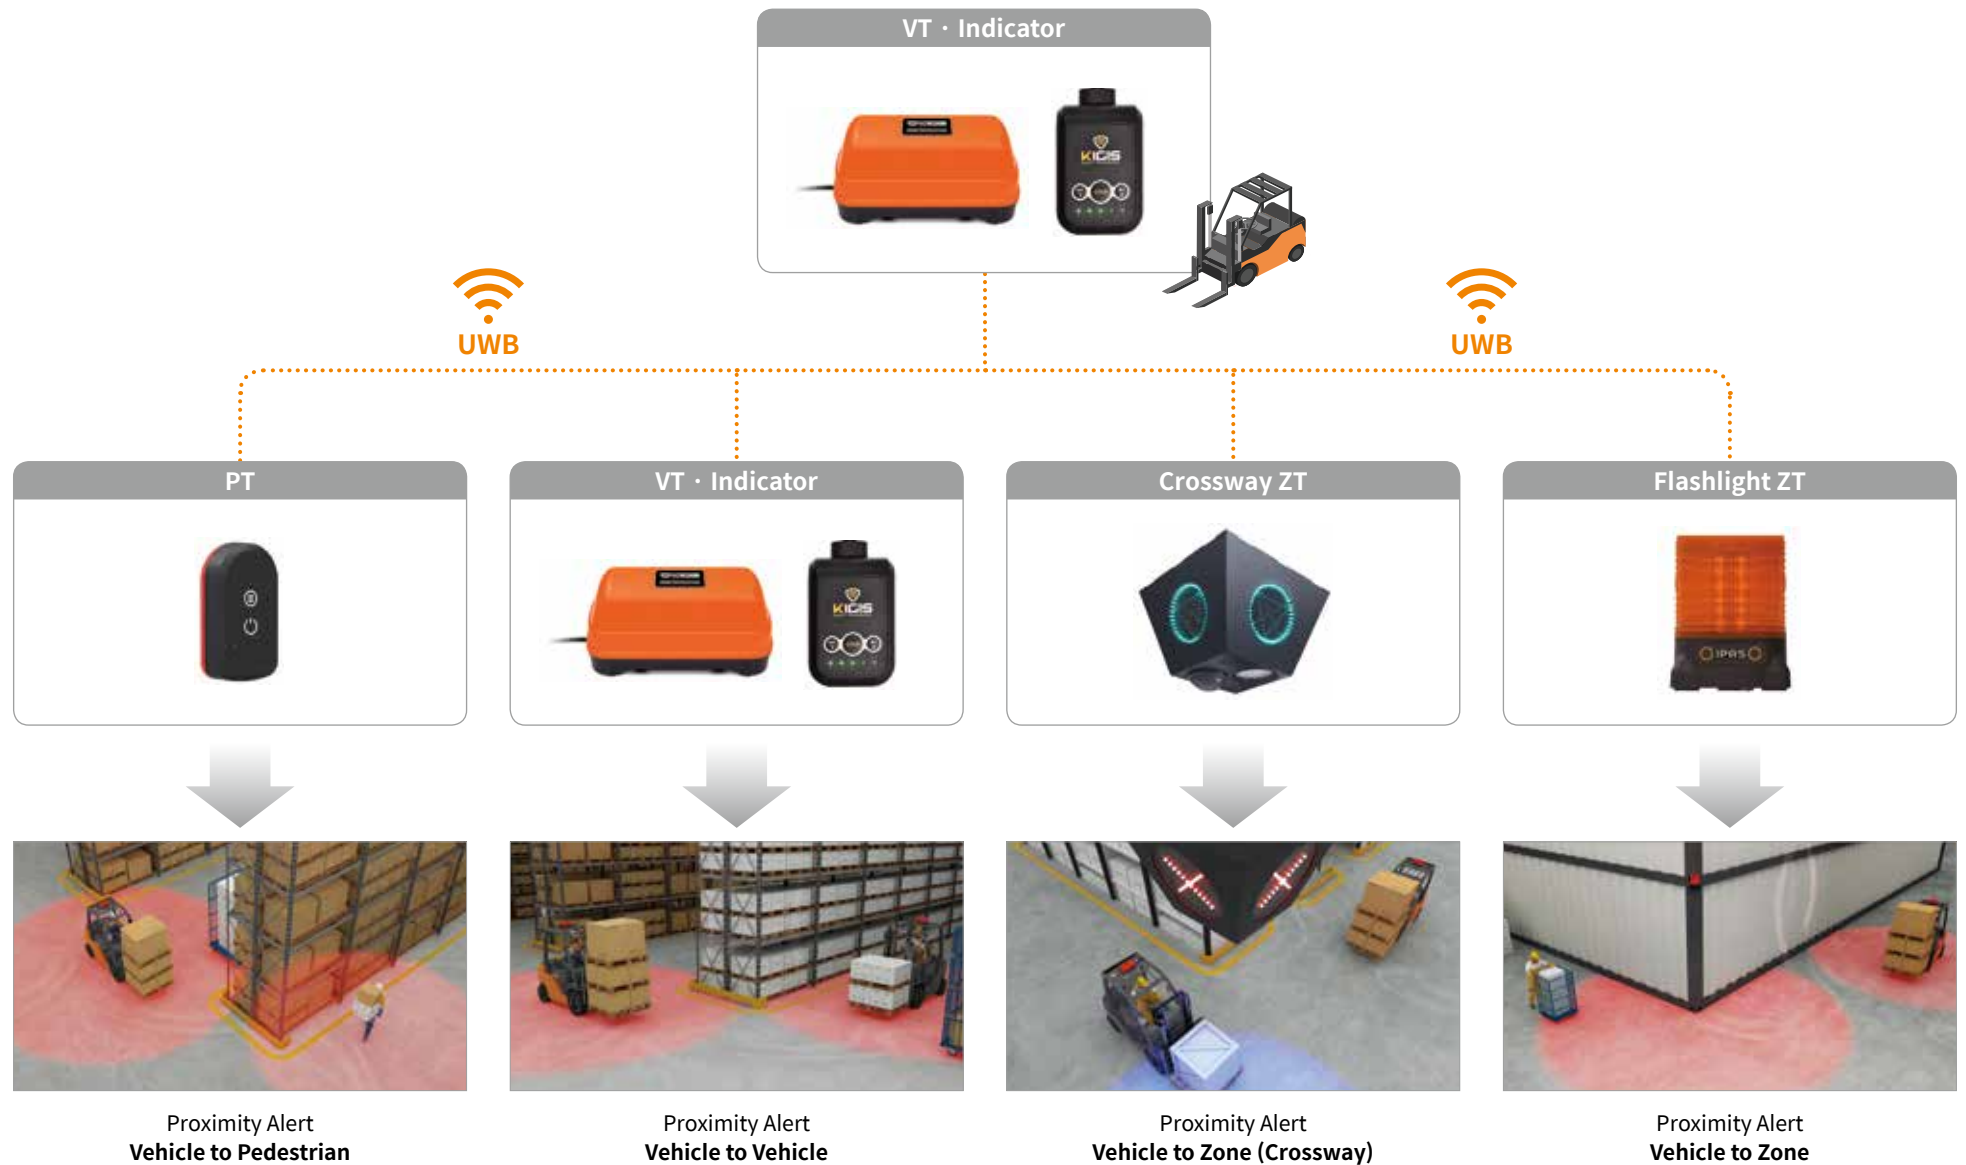 VT · Indicator
KIGIS
UWB
UWB
PT
VT · Indicator
Crossway ZT
Flashlight ZT
KIGIS
IPAS
Proximity Alert
Vehicle to Pedestrian
Proximity Alert
Vehicle to Vehicle
Proximity Alert
Vehicle to Zone (Crossway)
Proximity Alert
Vehicle to Zone